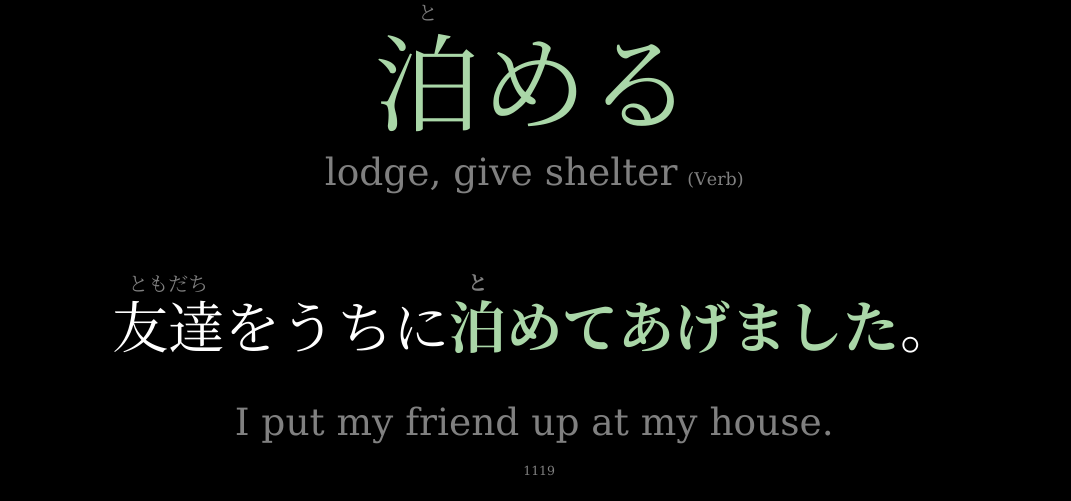 と
泊める
lodge, give shelter (Verb)
ともだち と
友達をうちに泊めてあげました。
I put my friend up at my house.
1119